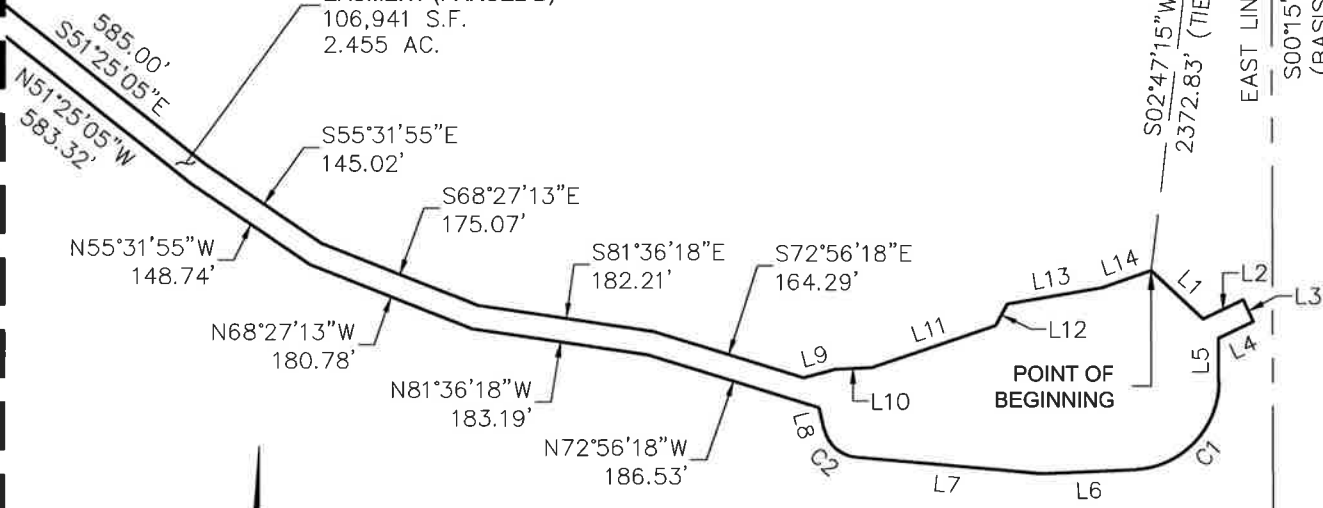 106,941 S.F.
2.455 AC.
585.00'
S51°25'05"E
N51°25'05"W
583.32'
S55°31'55"E
145.02'
N55°31'55"W
148.74'
S68°27'13"E
175.07'
N68°27'13"W
180.78'
S81°36'18"E
182.21'
N81°36'18"W
183.19'
S72°56'18"E
164.29'
N72°56'18"W
186.53'
S02°47'15"W
2372.83' (TIE
EAST LIN
S00°15'
(BASIS
L13
L14
L1
L2
L3
L4
L5
L12
L11
L9
L10
POINT OF
BEGINNING
L8
C2
L7
L6
C1